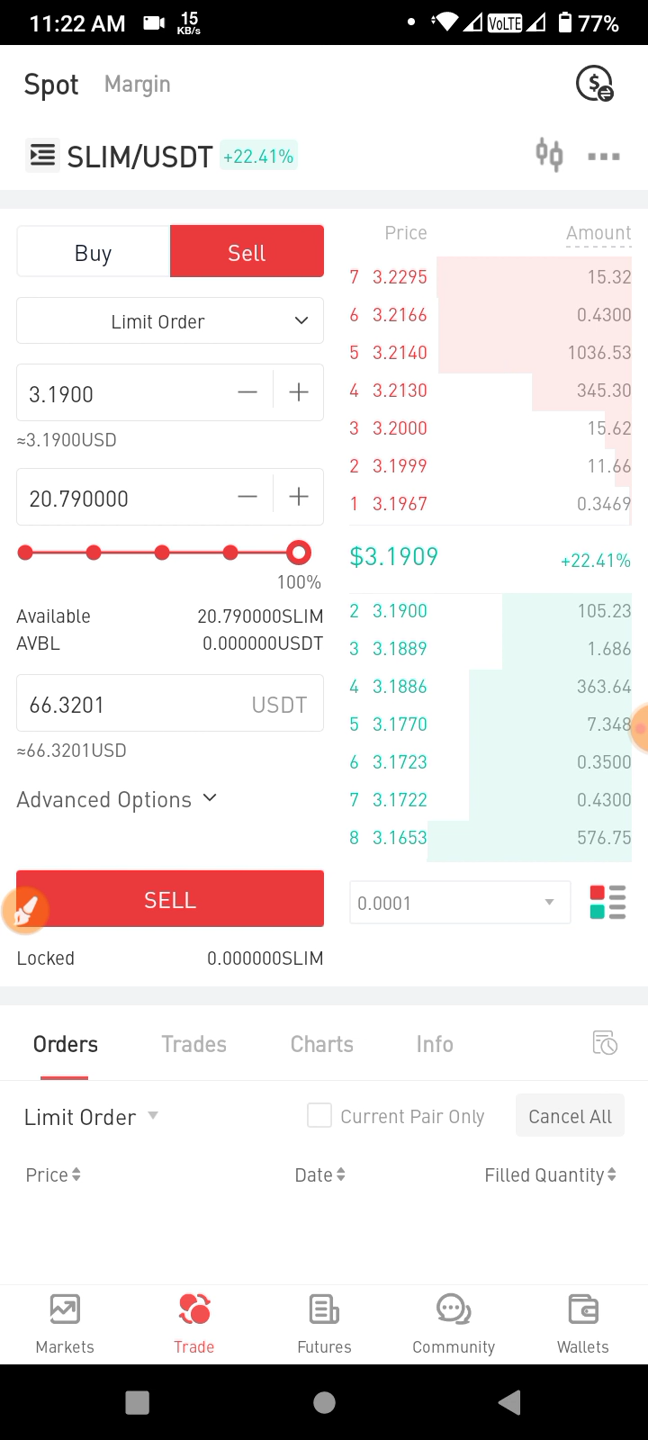 11:22 AM 15 KB/s VoLTE 77%
Spot Margin
SLIM/USDT +22.41%
Buy Sell
Limit Order
3.1900
≈3.1900USD
20.790000
100%
Available 20.790000SLIM
AVBL 0.000000USDT
66.3201 USDT
≈66.3201USD
Advanced Options
SELL
Locked 0.000000SLIM
Price Amount
7 3.2295 15.32
6 3.2166 0.4300
5 3.2140 1036.53
4 3.2130 345.30
3 3.2000 15.62
2 3.1999 11.66
1 3.1967 0.3469
$3.1909 +22.41%
2 3.1900 105.23
3 3.1889 1.686
4 3.1886 363.64
5 3.1770 7.348
6 3.1723 0.3500
7 3.1722 0.4300
8 3.1653 576.75
0.0001
Orders Trades Charts Info
Limit Order Current Pair Only Cancel All
Price Date Filled Quantity
Markets Trade Futures Community Wallets